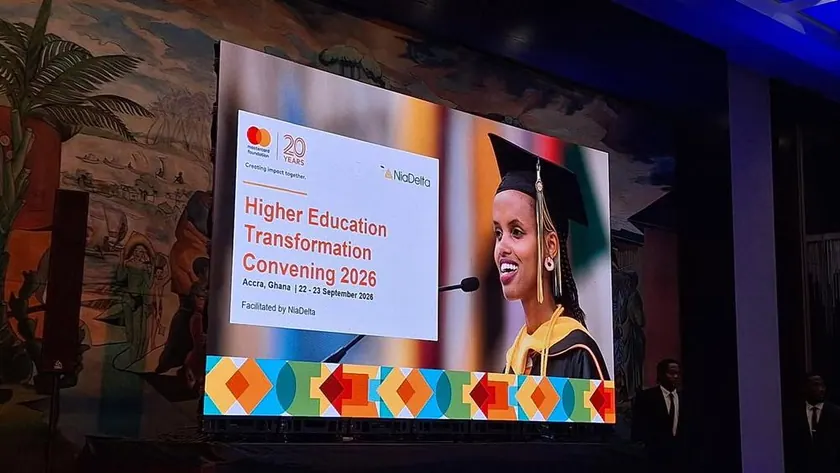 mastercard
foundation
20
YEARS
Creating impact together.
NiaDelta
Higher Education
Transformation
Convening 2026
Accra, Ghana | 22 - 23 September 2026
Facilitated by NiaDelta